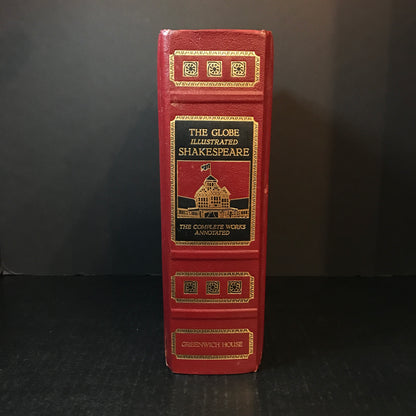 THE GLOBE
ILLUSTRATED
SHAKESPEARE
THE COMPLETE WORKS
ANNOTATED
GREENWICH HOUSE